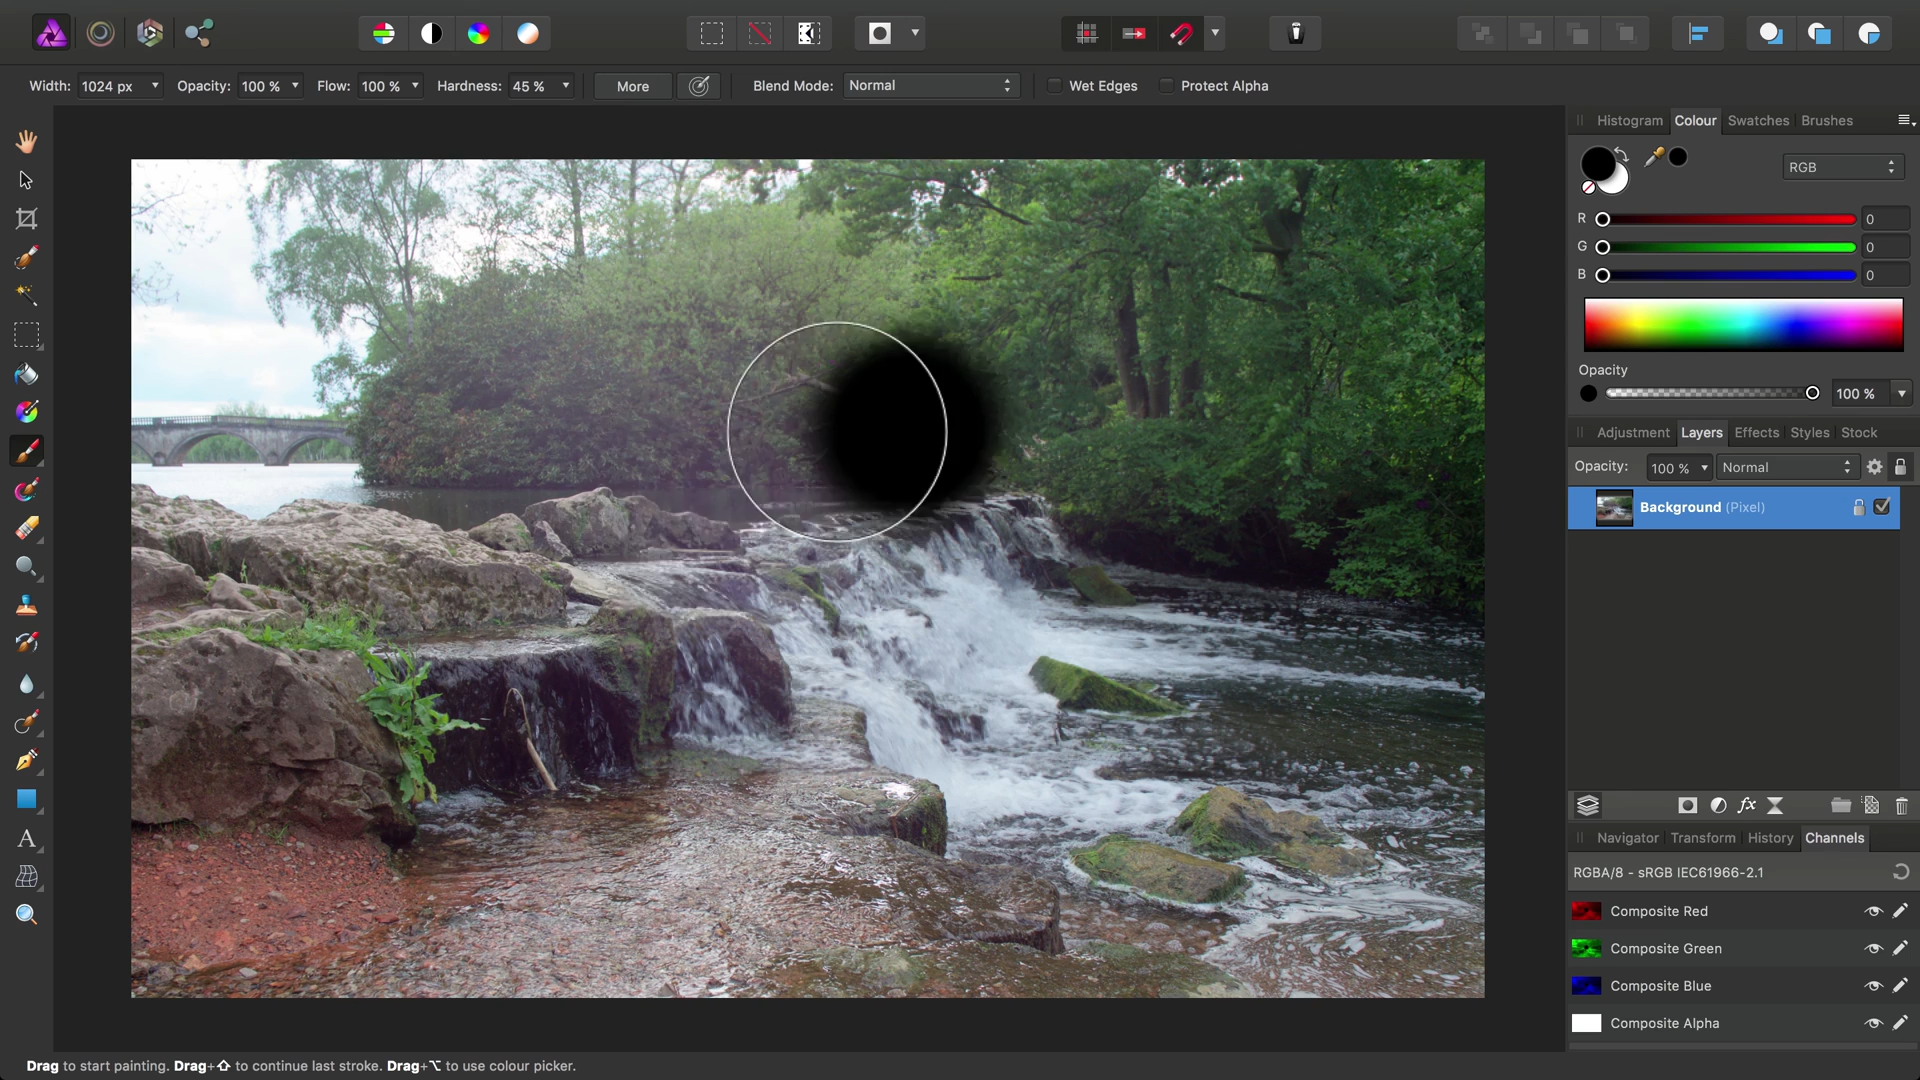 Width: 1024 px Opacity: 100 % Flow: 100 % Hardness: 45 % More Blend Mode: Normal Wet Edges Protect Alpha
Histogram Colour Swatches Brushes
RGB
R 0
G 0
B 0
Opacity
100 %
Adjustment Layers Effects Styles Stock
Opacity: 100 % Normal
Background (Pixel)
fx
Navigator Transform History Channels
RGBA/8 - sRGB IEC61966-2.1
Composite Red
Composite Green
Composite Blue
Composite Alpha
Drag to start painting. Drag+⇧ to continue last stroke. Drag+⌥ to use colour picker.